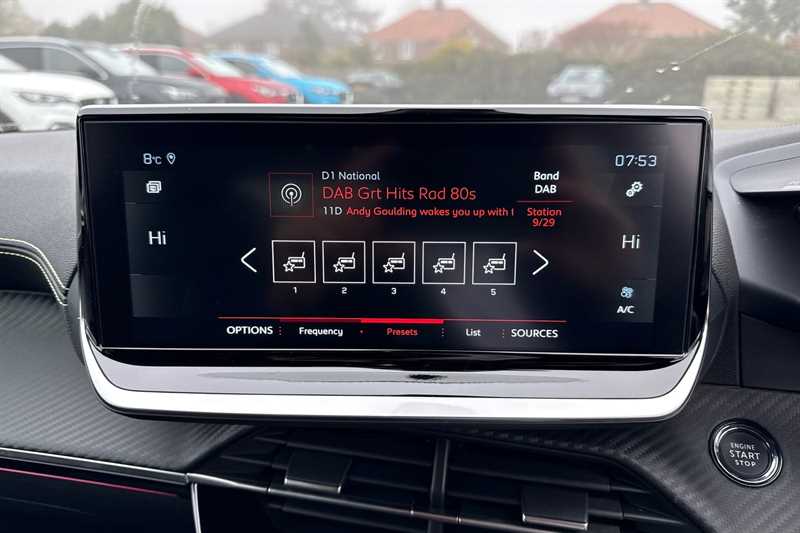 8°C
07:53
D1 National
DAB Grt Hits Rad 80s
11D Andy Goulding wakes you up with t
Band
DAB
Station
9/29
Hi
Hi
1 2 3 4 5
A/C
OPTIONS Frequency Presets List SOURCES
ENGINE
START
STOP